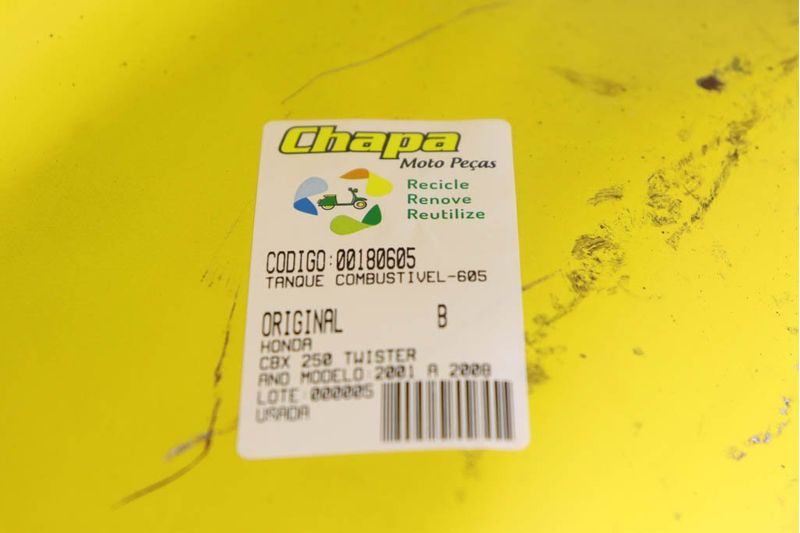 Chapa
Moto Peças
Recicle
Renove
Reutilize
CODIGO:00180605
TANQUE COMBUSTIVEL-605
ORIGINAL B
HONDA
CBX 250 TWISTER
ANO MODELO:2001 A 2008
LOTE:000005
USADA